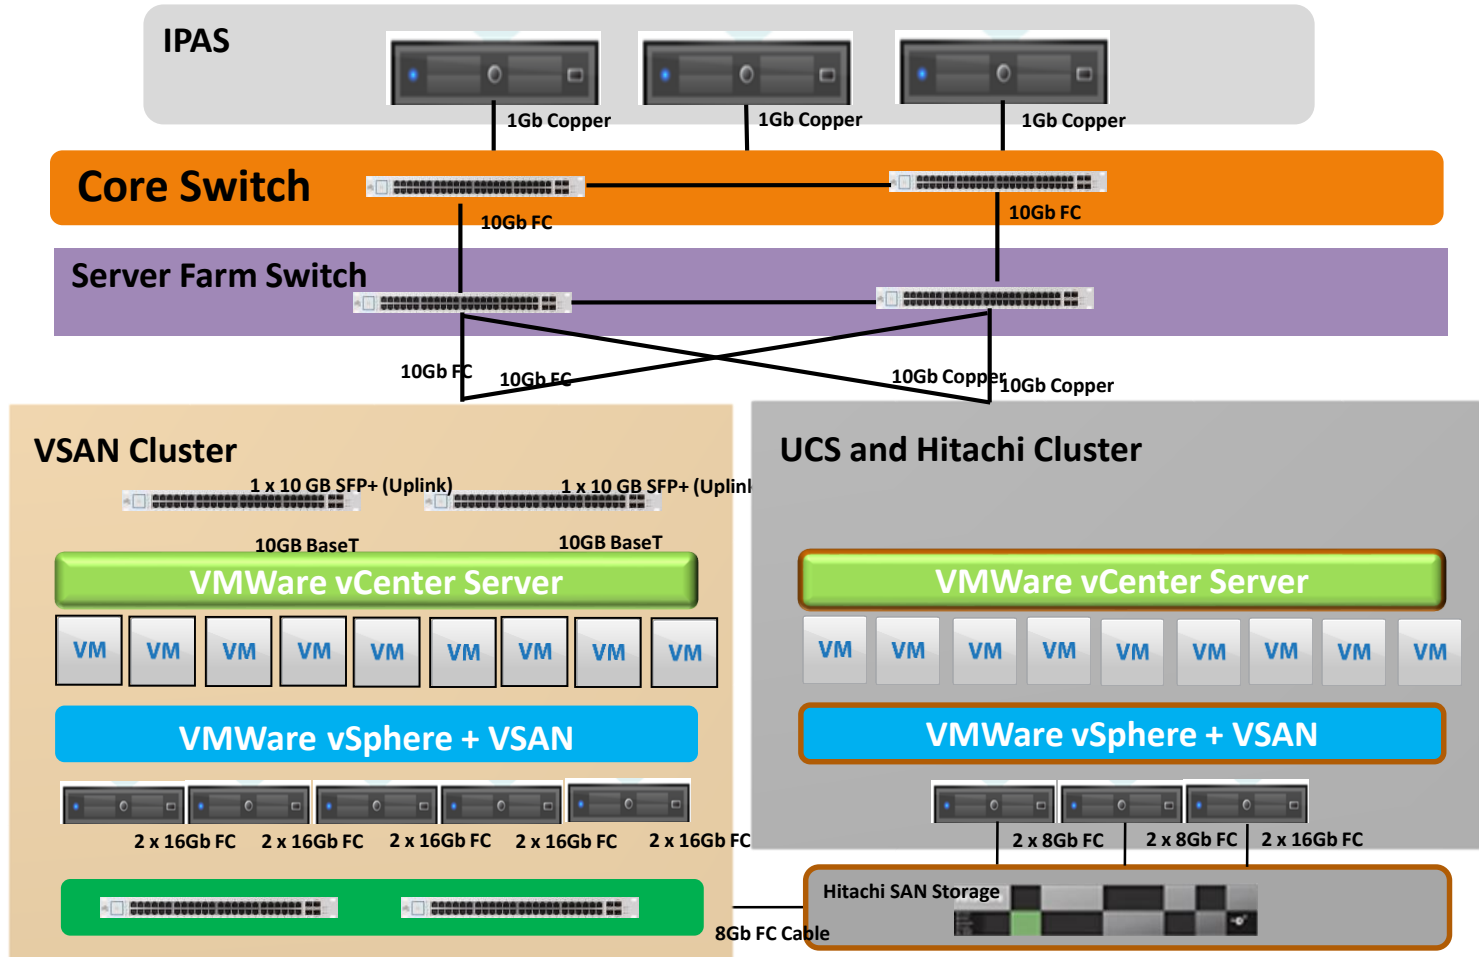 IPAS
1Gb Copper
1Gb Copper
1Gb Copper
Core Switch
10Gb FC
10Gb FC
Server Farm Switch
10Gb FC
10Gb FC
10Gb Copper
10Gb Copper
VSAN Cluster
1 x 10 GB SFP+ (Uplink)
1 x 10 GB SFP+ (Uplink
10GB BaseT
10GB BaseT
VMWare vCenter Server
VM
VM
VM
VM
VM
VM
VM
VM
VM
VMWare vSphere + VSAN
2 x 16Gb FC
2 x 16Gb FC
2 x 16Gb FC
2 x 16Gb FC
2 x 16Gb FC
UCS and Hitachi Cluster
VMWare vCenter Server
VM
VM
VM
VM
VM
VM
VM
VM
VM
VMWare vSphere + VSAN
2 x 8Gb FC
2 x 8Gb FC
2 x 16Gb FC
Hitachi SAN Storage
8Gb FC Cable